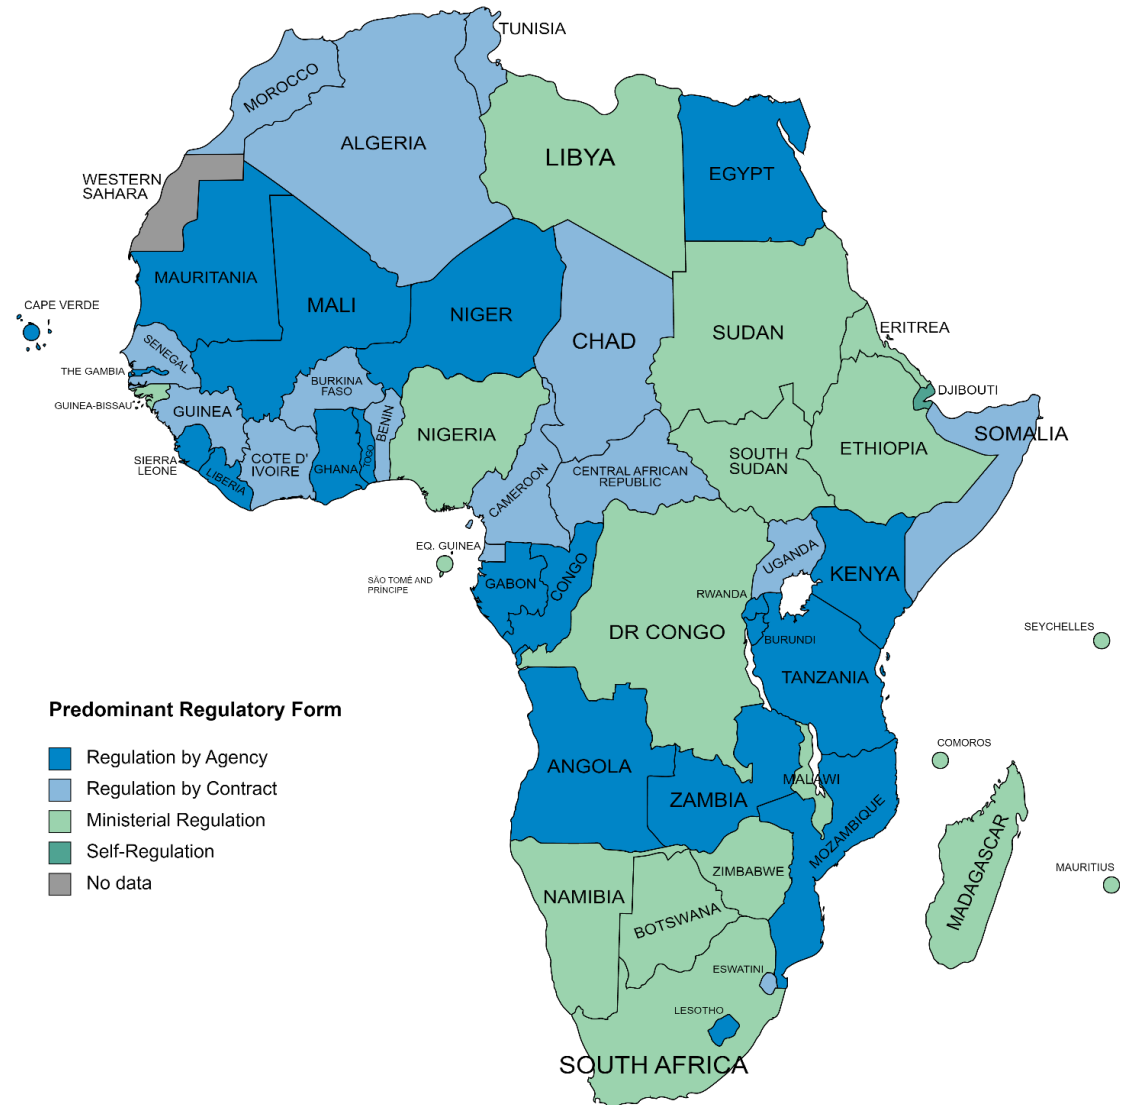 TUNISIA
MOROCCO
ALGERIA
LIBYA
EGYPT
WESTERN
SAHARA
MAURITANIA
MALI
NIGER
CAPE VERDE
CHAD
SUDAN
ERITREA
SENEGAL
THE GAMBIA
BURKINA
FASO
DJIBOUTI
GUINEA-BISSAU
GUINEA
BENIN
NIGERIA
SOMALIA
ETHIOPIA
SOUTH
SUDAN
SIERRA
LEONE
LIBERIA
COTE D'
IVOIRE
GHANA
TOGO
CAMEROON
CENTRAL AFRICAN
REPUBLIC
EQ. GUINEA
UGANDA
KENYA
SÃO TOMÉ AND
PRÍNCIPE
GABON
CONGO
RWANDA
DR CONGO
BURUNDI
SEYCHELLES
TANZANIA
Predominant Regulatory Form
Regulation by Agency
Regulation by Contract
Ministerial Regulation
Self-Regulation
No data
COMOROS
ANGOLA
MALAWI
ZAMBIA
MOZAMBIQUE
MADAGASCAR
MAURITIUS
ZIMBABWE
NAMIBIA
BOTSWANA
ESWATINI
LESOTHO
SOUTH AFRICA